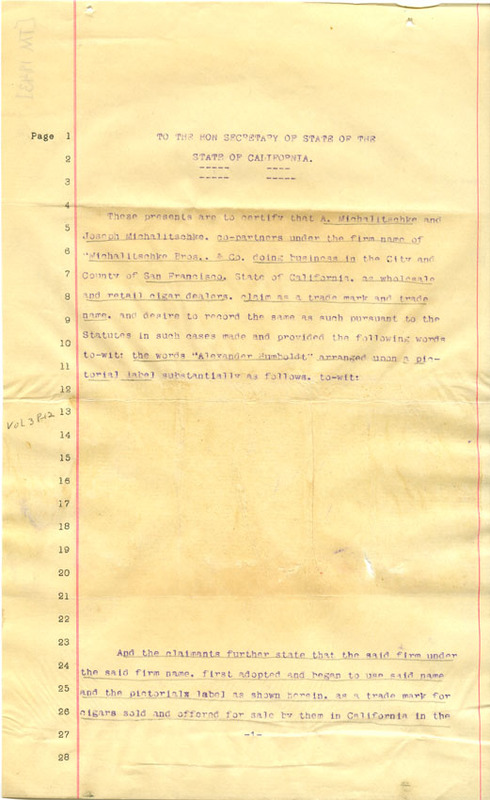 Page 1
TO THE HON SECRETARY OF STATE OF THE
2
STATE OF CALIFORNIA.
3
4
These presents are to certify that A. Michalitschke and
5
Joseph Michalitschke, co-partners under the firm name of
6
"Michalitschke Bros., & Co. doing business in the City and
7
County of San Francisco, State of California, as wholesale
8
and retail cigar dealers, claim as a trade mark and trade
9
name, and desire to record the same as such pursuant to the
10
Statutes in such cases made and provided the following words
to-wit: the words "Alexander Humboldt" arranged upon a pic-
11
torial label substantially as follows, to-wit:
12
Vol 3 P.12
13
14
15
16
17
18
19
20
21
22
23
And the claimants further state that the said firm under
24
the said firm name, first adopted and began to use said name
25
and the pictorial label as shown herein, as a trade mark for
26
cigars sold and offered for sale by them in California in the
27
-1-
28